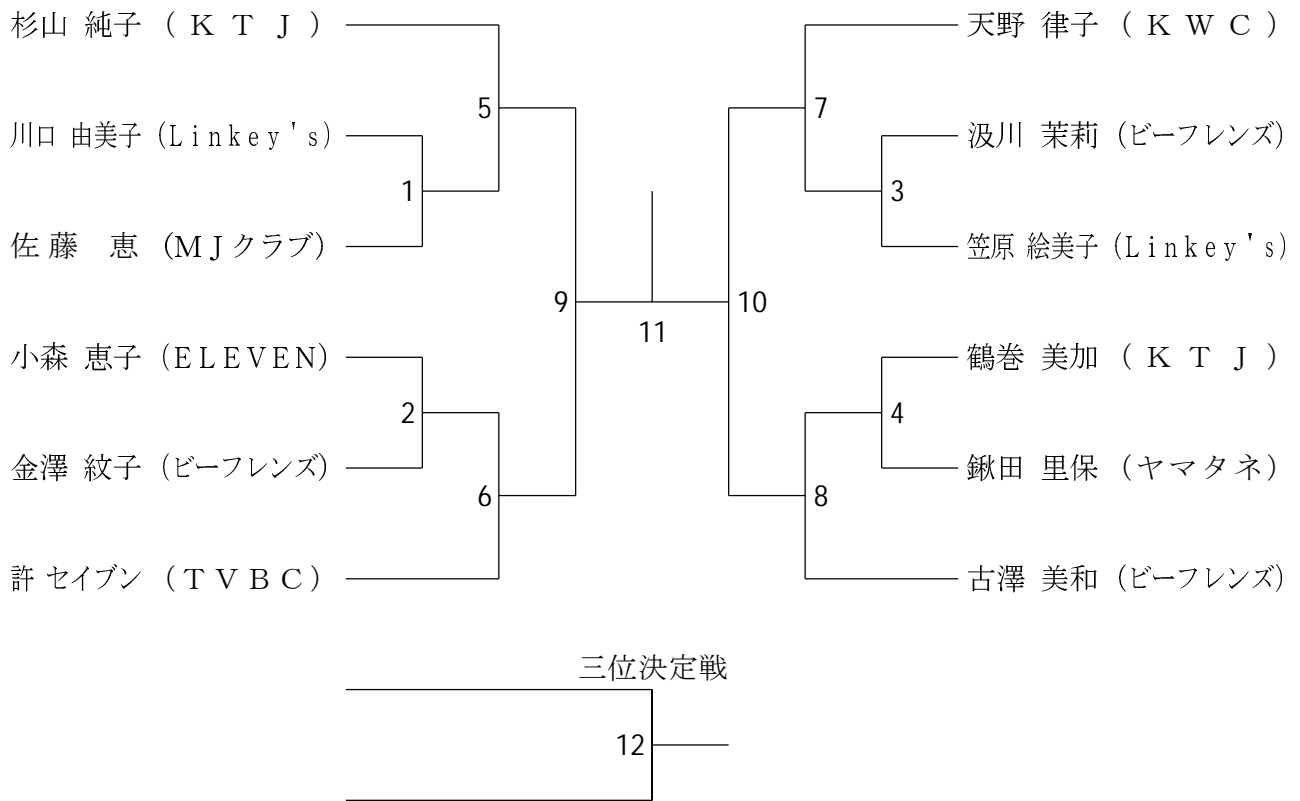 杉山 純子 ( K T J )
5
川口 由美子 (Linkey's)
1
佐 藤 恵 (MJクラブ)
9
小森 恵子 (ELEVEN)
2
金澤 紋子 (ビーフレンズ)
6
許 セイブン (TVBC)
11
天野 律子 ( K W C )
7
汲川 茉莉 (ビーフレンズ)
3
笠原 絵美子 (Linkey's)
10
鶴巻 美加 ( K T J )
4
鍬田 里保 (ヤマタネ)
8
古澤 美和 (ビーフレンズ)
三位決定戦
12